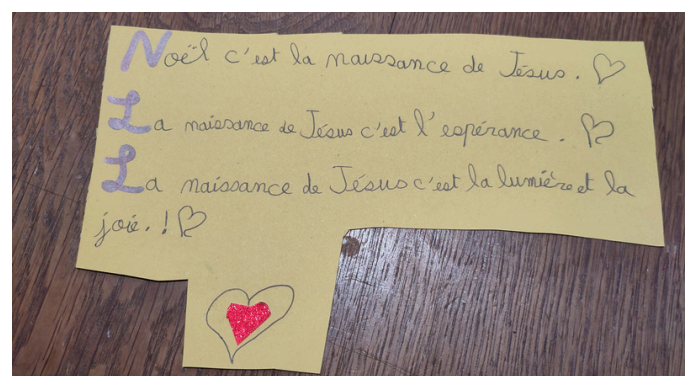 Noël c'est la naissance de Jésus. ♡
La naissance de Jésus c'est l'espérance. ♡
La naissance de Jésus c'est la lumière et la
joie. ! ♡